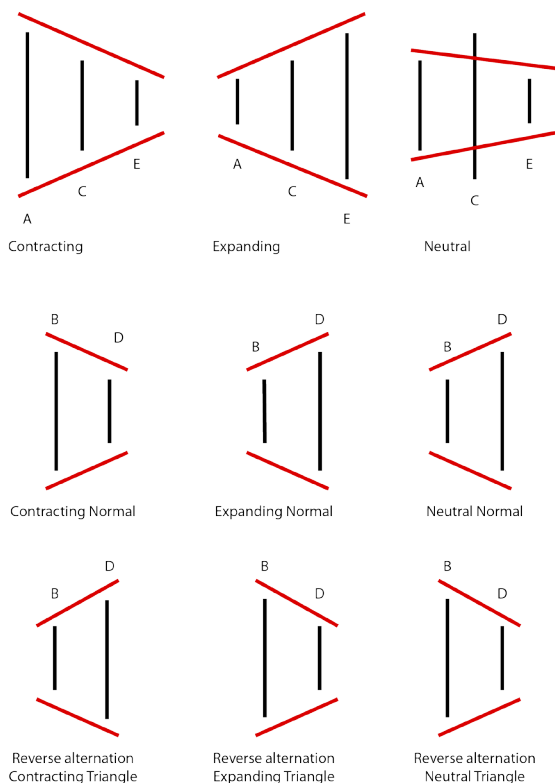 A
C
E
Contracting
A
C
E
Expanding
A
C
E
Neutral
B
D
Contracting Normal
B
D
Expanding Normal
B
D
Neutral Normal
B
D
Reverse alternation
Contracting Triangle
B
D
Reverse alternation
Expanding Triangle
B
D
Reverse alternation
Neutral Triangle